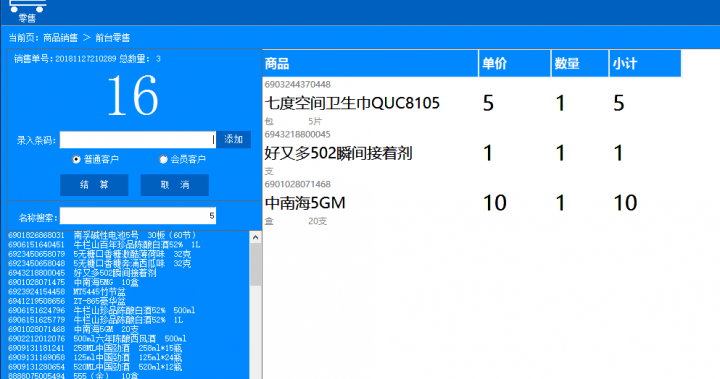 零售
当前页: 商品销售 > 前台零售
销售单号:20181127210289 总数量: 3
16
录入条码:
添加
普通客户
会员客户
结 算
取 消
名称搜索:
5
6901826868031 南孚碱性电池5号 30板 (60节)
6906151640451 牛栏山百年珍品陈酿白酒52% 1L
6923450658079 5无糖口香糖激酷薄荷味 32克
6923450658048 5无糖口香糖奔涌西瓜味 32克
6943218800045 好又多502瞬间接着剂
6901028071475 中南海5MG 10盒
6923924154458 MT5445竹节盆
6941219508656 ZT-865豪华盆
6906151624796 牛栏山珍品陈酿白酒52% 500ml
6906151625779 牛栏山珍品陈酿白酒52% 1L
6901028071468 中南海5GM 20支
6902212012076 500ml六年陈酿西凤酒 500ml
6909131181241 258ml中国劲酒 258ml*15瓶
6909131169058 125ml中国劲酒 125ml*24瓶
6909131280654 520ML中国劲酒 520ml*12瓶
8888075005494 555 (金) 10盒
商品 单价 数量 小计
6903244370448
七度空间卫生巾QUC8105 5 1 5
包 5片
6943218800045
好又多502瞬间接着剂 1 1 1
支
6901028071468
中南海5GM 10 1 10
盒 20支